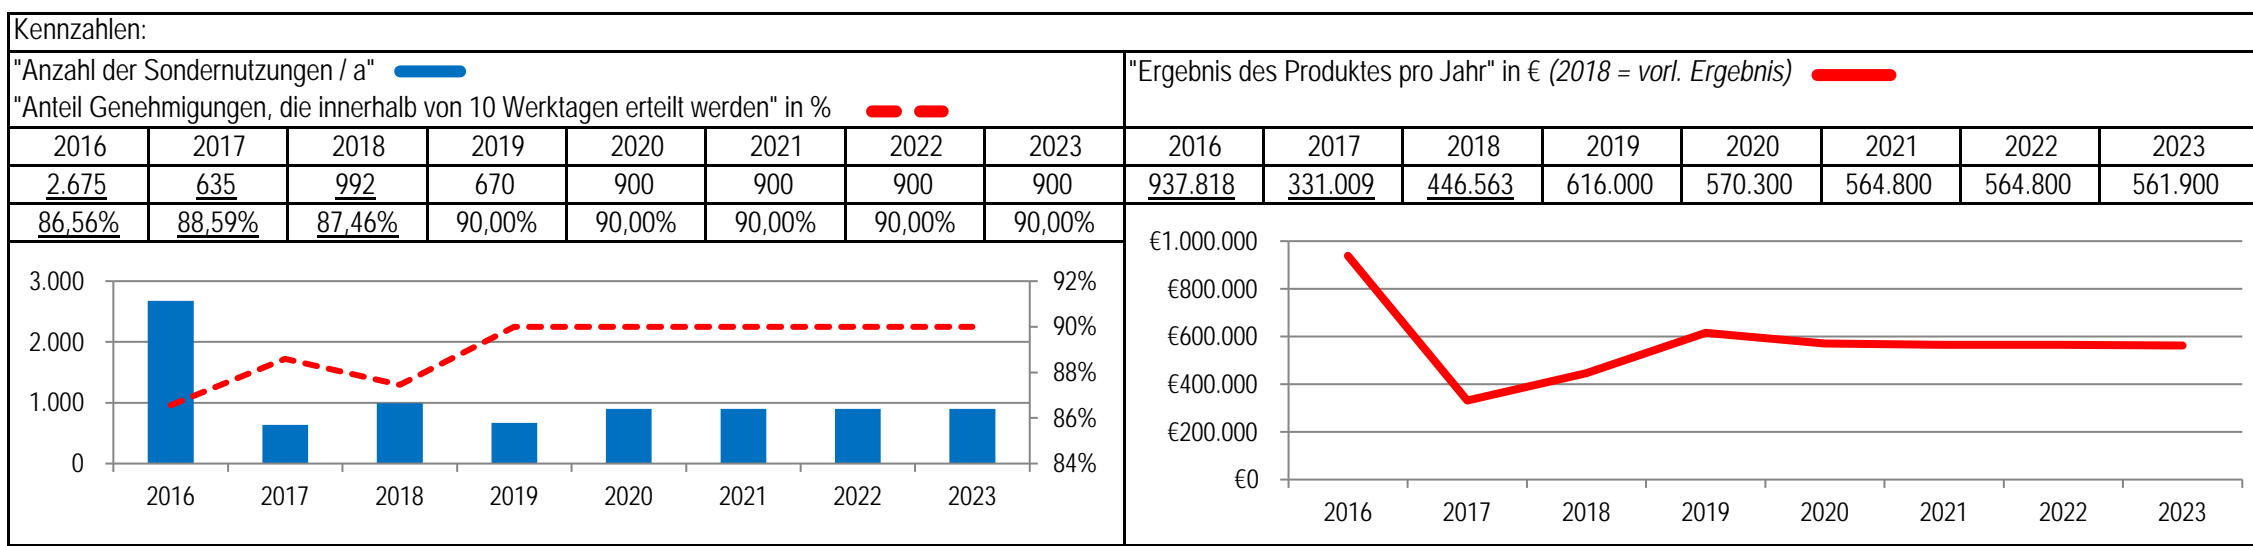 Kennzahlen:
"Anzahl der Sondernutzungen / a"
"Anteil Genehmigungen, die innerhalb von 10 Werktagen erteilt werden" in %
2016 2017 2018 2019 2020 2021 2022 2023
2.675 635 992 670 900 900 900 900
86,56% 88,59% 87,46% 90,00% 90,00% 90,00% 90,00% 90,00%
3.000 92%
2.000 90%
88%
1.000 86%
0 84%
2016 2017 2018 2019 2020 2021 2022 2023
"Ergebnis des Produktes pro Jahr" in € (2018 = vorl. Ergebnis)
2016 2017 2018 2019 2020 2021 2022 2023
937.818 331.009 446.563 616.000 570.300 564.800 564.800 561.900
€1.000.000
€800.000
€600.000
€400.000
€200.000
€0
2016 2017 2018 2019 2020 2021 2022 2023